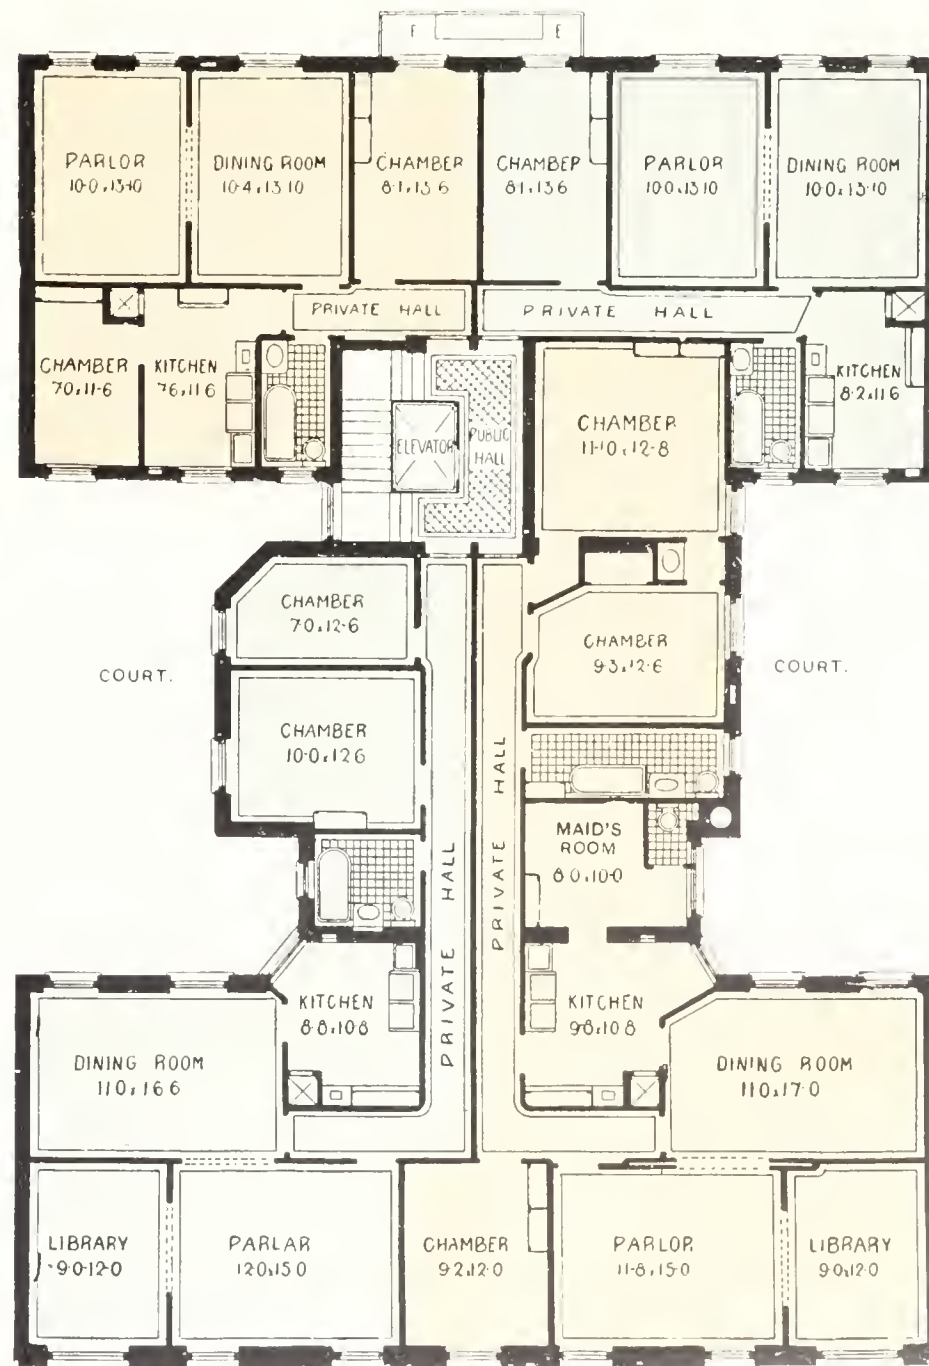 F E
PARLOR
10·0×13·10
DINING ROOM
10·4×13·10
CHAMBER
8·1×13·6
CHAMBER
8·1×13·6
PARLOR
10·0×13·10
DINING ROOM
10·0×13·10
PRIVATE HALL
PRIVATE HALL
CHAMBER
7·0×11·6
KITCHEN
7·6×11·6
ELEVATOR
PUBLIC
HALL
CHAMBER
11·10×12·8
KITCHEN
8·2×11·6
CHAMBER
7·0×12·6
CHAMBER
9·3×12·6
COURT.
COURT.
CHAMBER
10·0×12·6
PRIVATE HALL
PRIVATE HALL
MAID'S
ROOM
8·0×10·0
KITCHEN
8·8×10·8
KITCHEN
9·8×10·8
DINING ROOM
11·0×16·6
DINING ROOM
11·0×17·0
LIBRARY
9·0·12·0
PARLAR
12·0×15·0
CHAMBER
9·2×12·0
PARLOR
11·8×15·0
LIBRARY
9·0×12·0